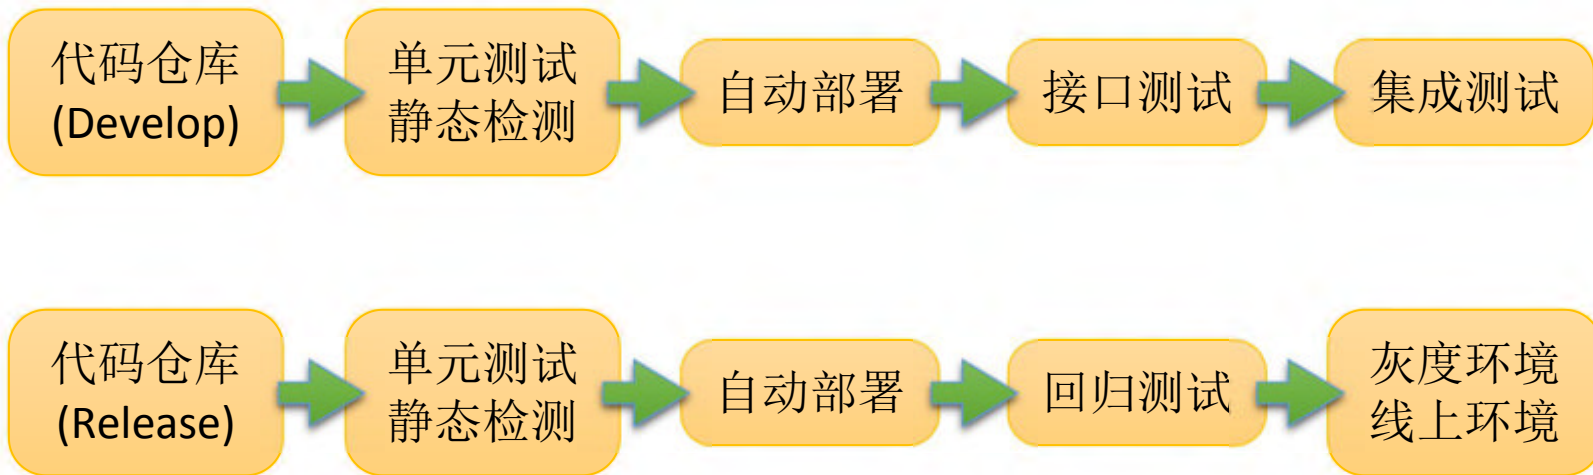 代码仓库
(Develop)
单元测试
静态检测
自动部署
接口测试
集成测试
代码仓库
(Release)
单元测试
静态检测
自动部署
回归测试
灰度环境
线上环境